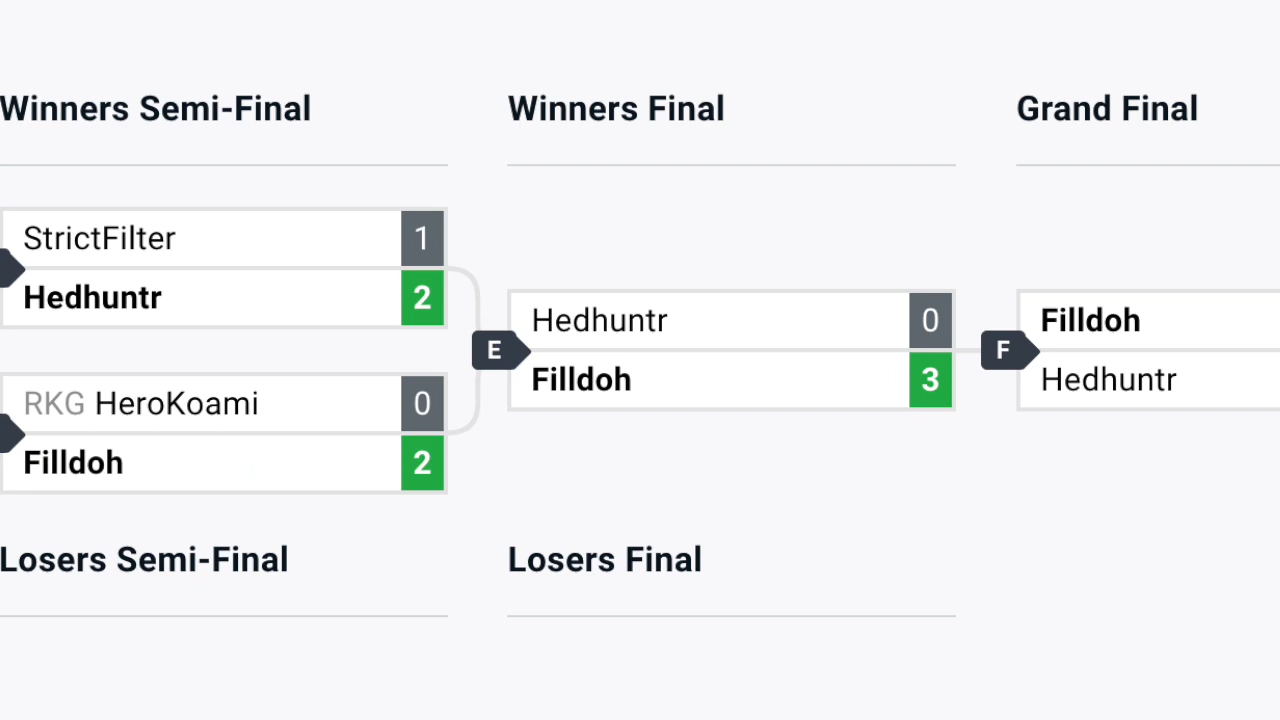 Winners Semi-Final
Winners Final
Grand Final
StrictFilter 1
Hedhuntr 2
RKG HeroKoami 0
Filldoh 2
E
Hedhuntr 0
Filldoh 3
F
Filldoh
Hedhuntr
Losers Semi-Final
Losers Final